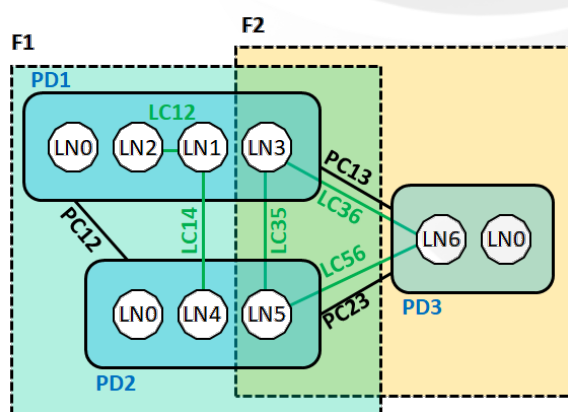 F1
F2
PD1
LC12
LN0
LN2
LN1
LN3
PC13
LC36
PC12
LC14
LC35
LN6
LN0
LC56
PC23
LN0
LN4
LN5
PD3
PD2